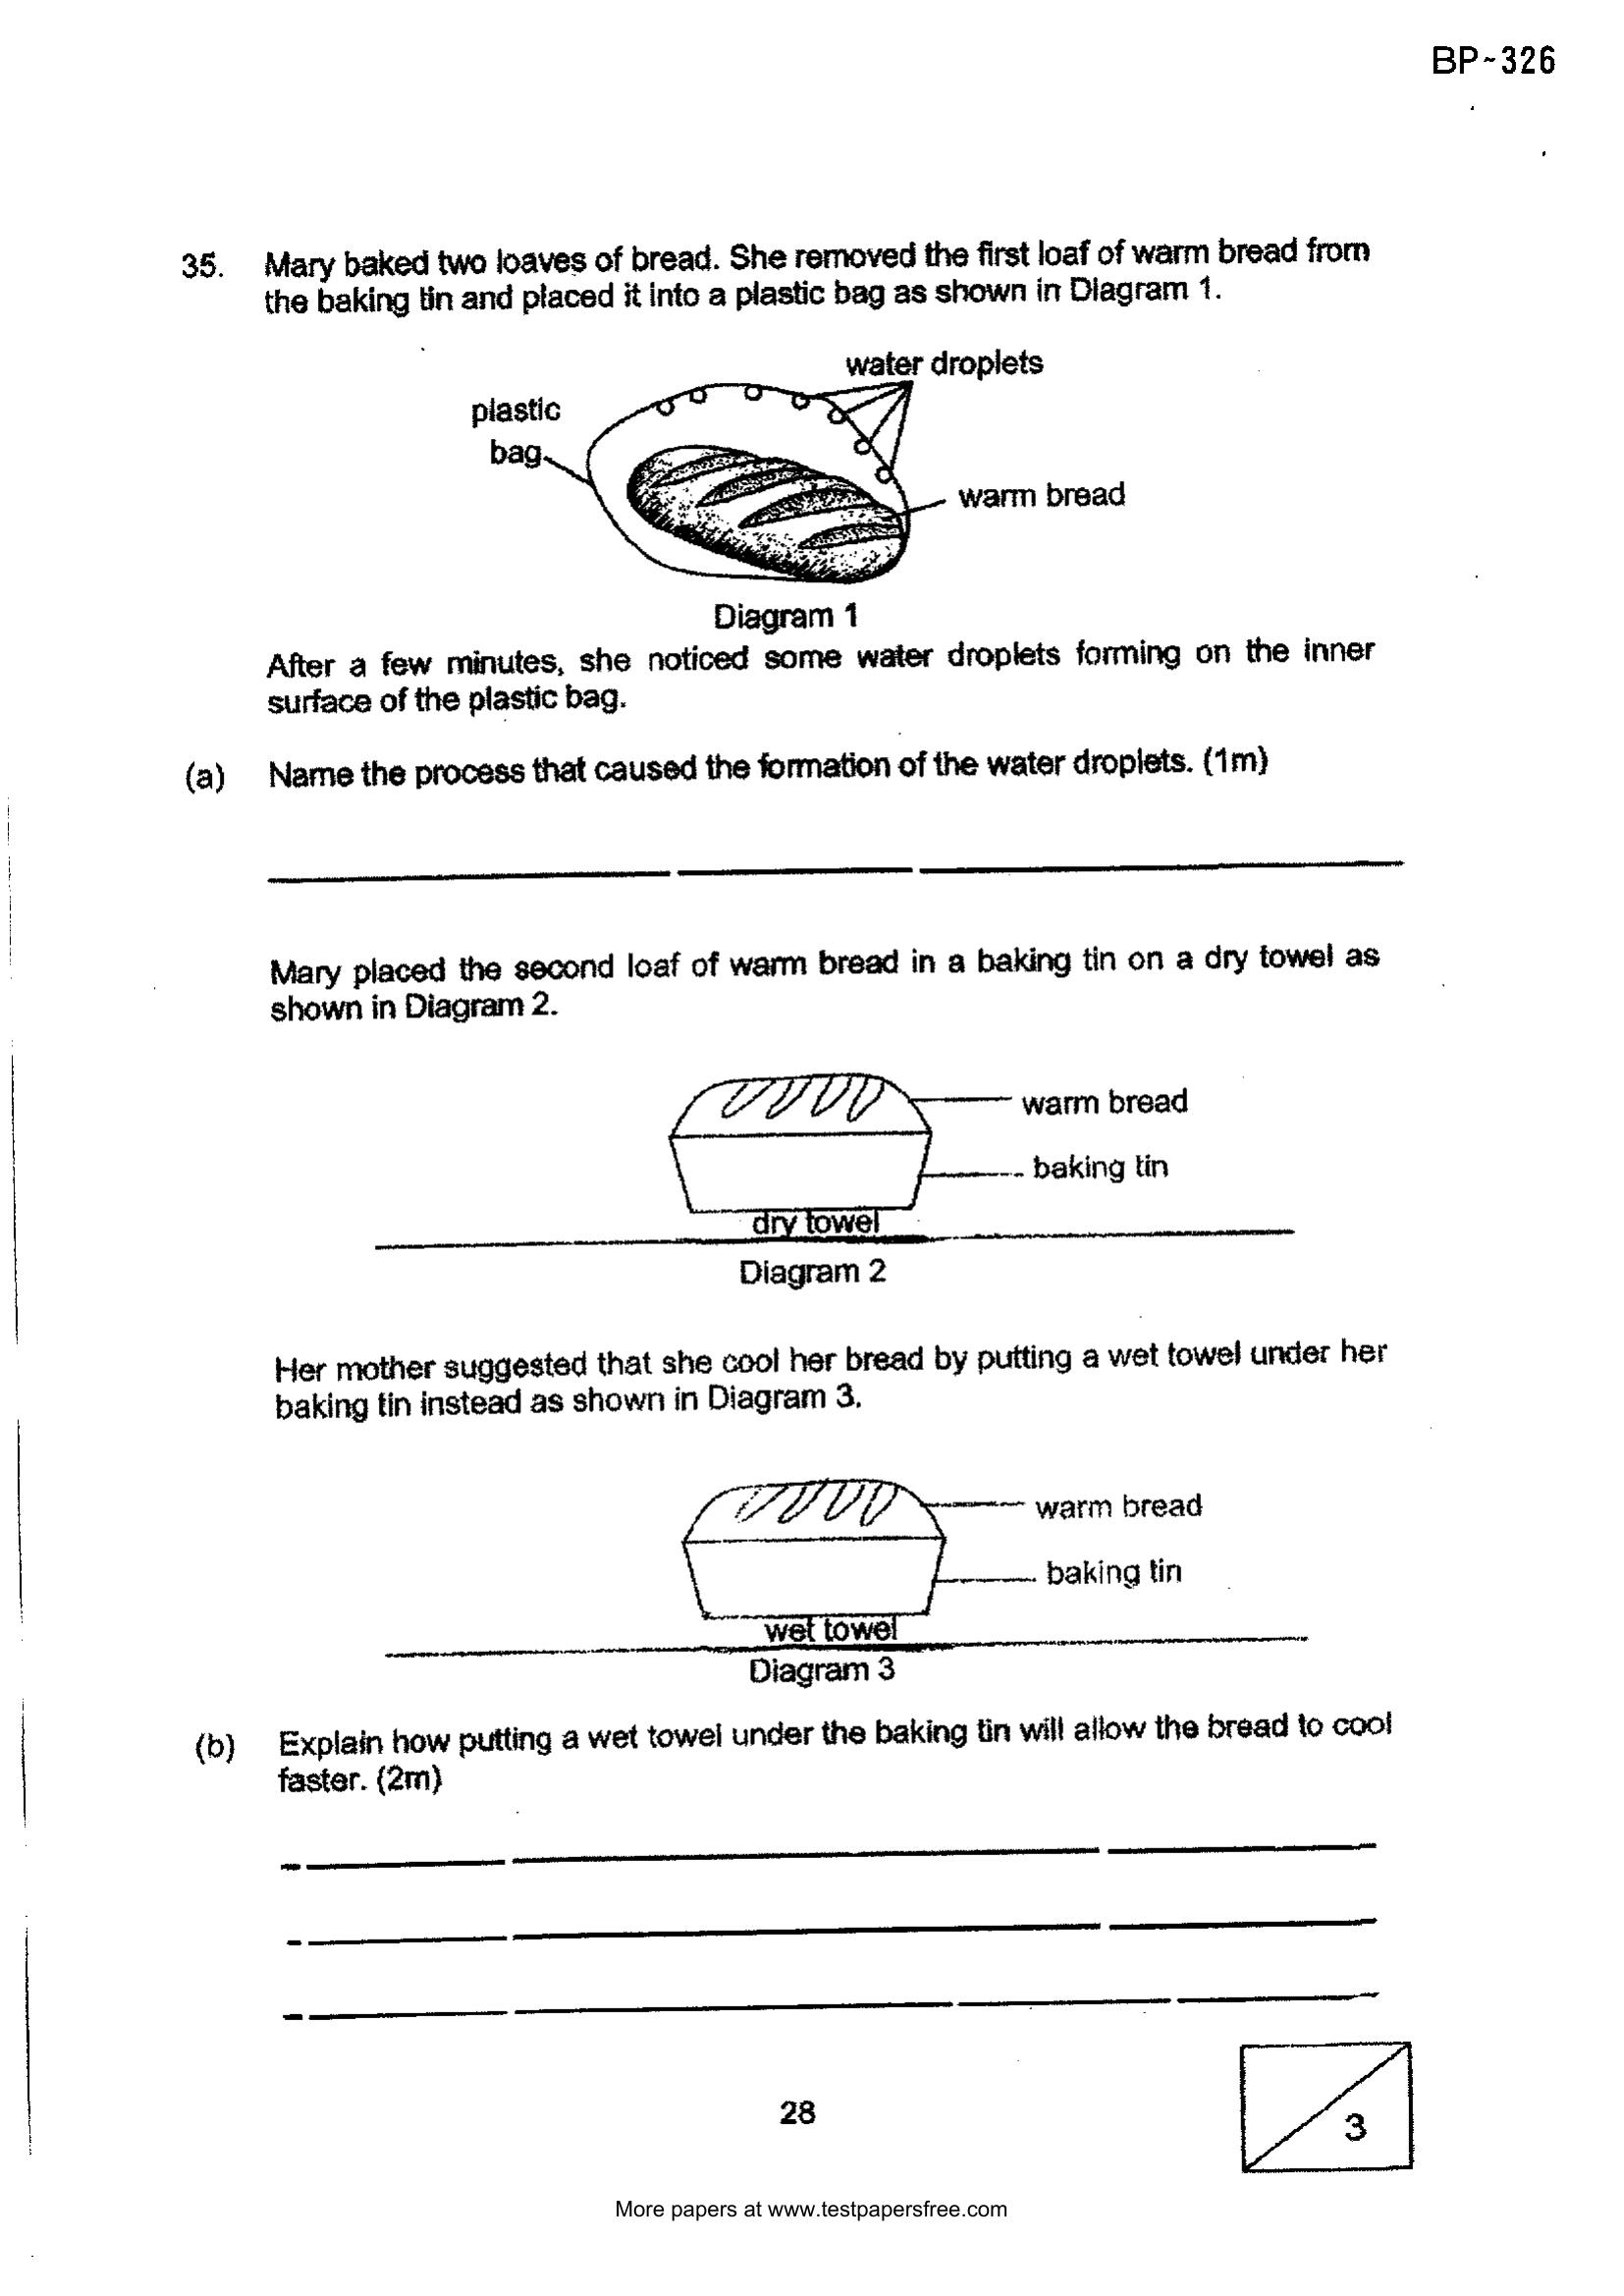 BP~326
35. Mary baked two loaves of bread. She removed the first loaf of warm bread from
the baking tin and placed it into a plastic bag as shown in Diagram 1.
water droplets
plastic
bag
warm bread
Diagram 1
After a few minutes, she noticed some water droplets forming on the inner
surface of the plastic bag.
(a) Name the process that caused the formation of the water droplets. (1m)
Mary placed the second loaf of warm bread in a baking tin on a dry towel as
shown in Diagram 2.
warm bread
baking tin
dry towel
Diagram 2
Her mother suggested that she cool her bread by putting a wet towel under her
baking tin instead as shown in Diagram 3.
warm bread
baking tin
wet towel
Diagram 3
(b) Explain how putting a wet towel under the baking tin will allow the bread to cool
faster. (2m)
28
3
More papers at www.testpapersfree.com